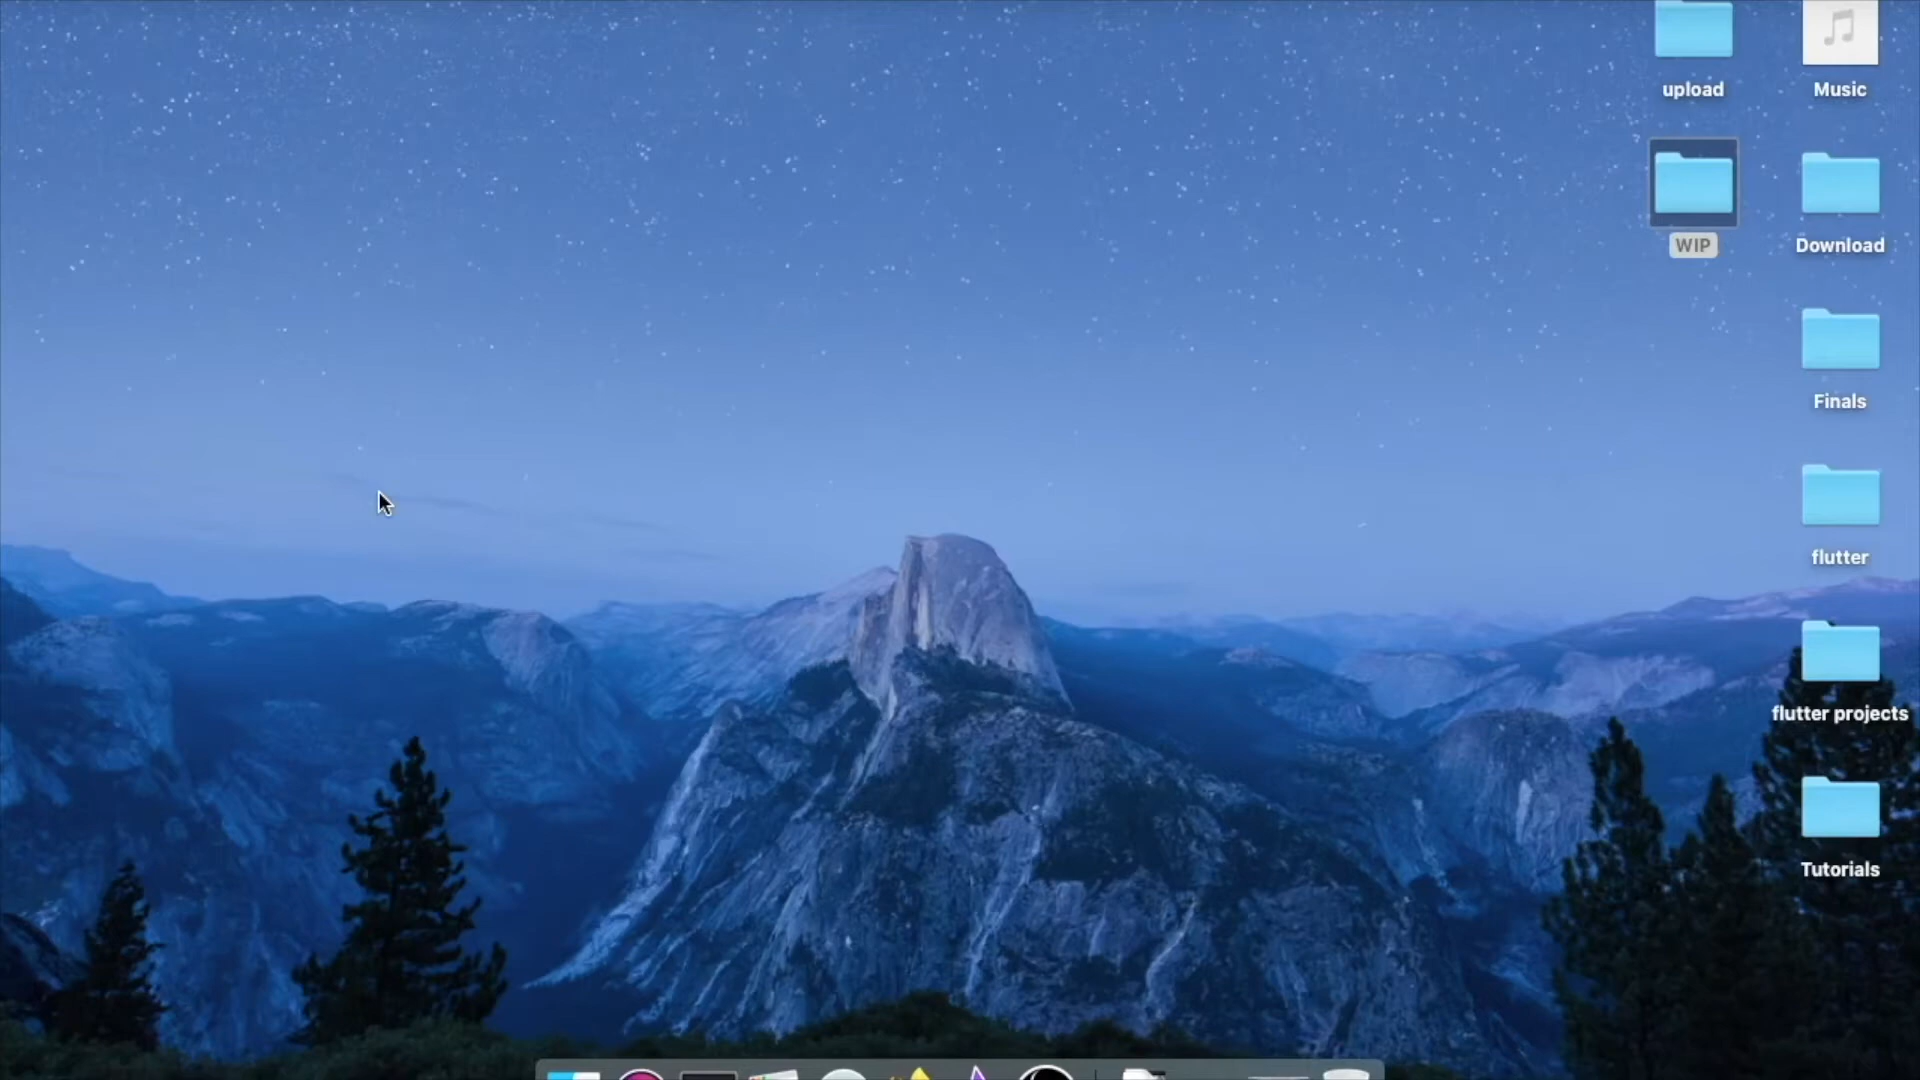 upload
Music
WIP
Download
Finals
flutter
flutter projects
Tutorials